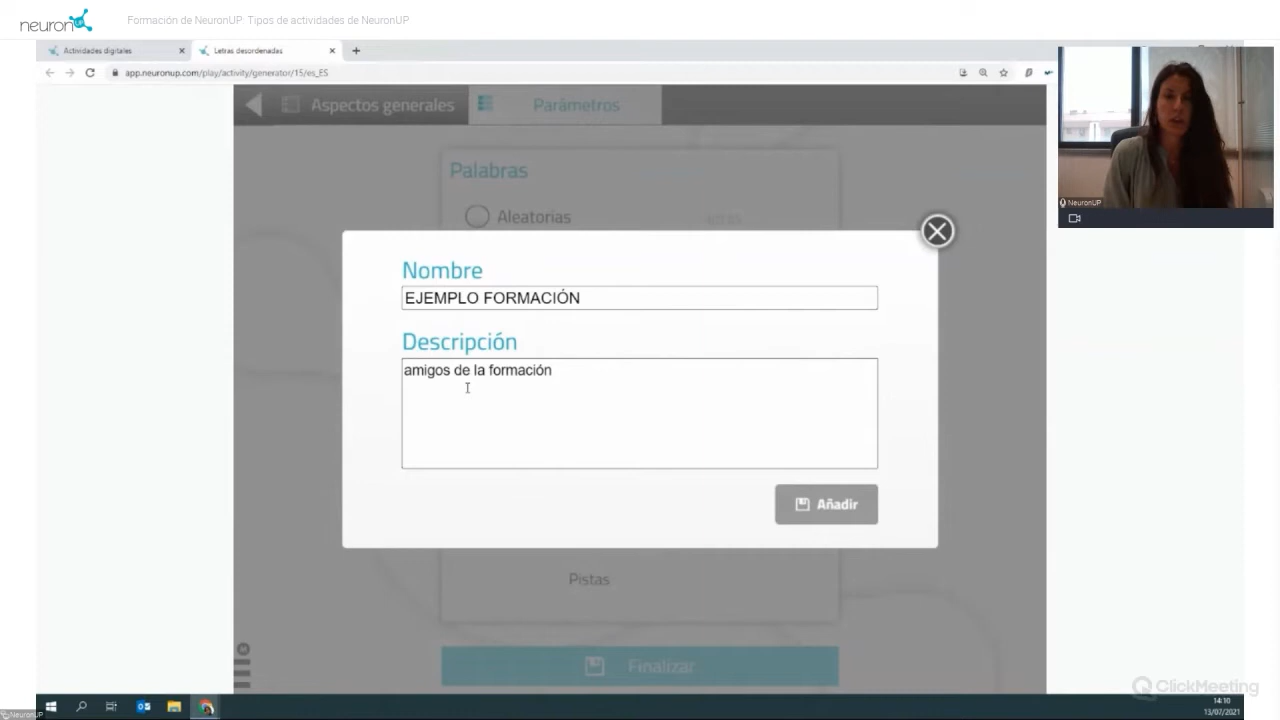 neuronUP
Formación de NeuronUP: Tipos de actividades de NeuronUP
Actividades digitales
Letras desordenadas
app.neuronup.com/play/activity/generator/15/es_ES
Aspectos generales
Parámetros
Palabras
Aleatorias
NeuronUP
Nombre
EJEMPLO FORMACIÓN
Descripción
amigos de la formación
Añadir
Pistas
Finalizar
ClickMeeting
14:10
13/07/2021
NeuronUP